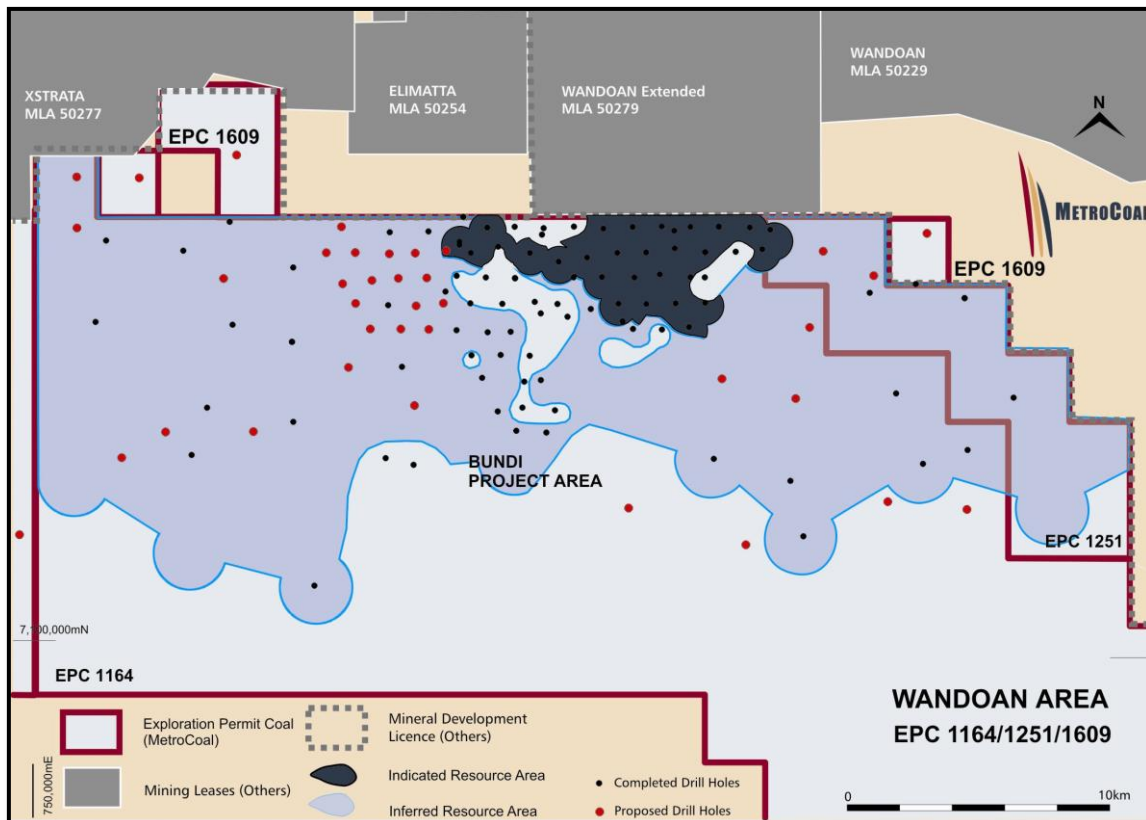 XSTRATA
MLA 50277
ELIMATTA
MLA 50254
WANDOAN Extended
MLA 50279
WANDOAN
MLA 50229
N
EPC 1609
METROCOAL
EPC 1609
BUNDI
PROJECT AREA
EPC 1251
7,100,000mN
EPC 1164
WANDOAN AREA
EPC 1164/1251/1609
Exploration Permit Coal
(MetroCoal)
Mineral Development
Licence (Others)
Mining Leases (Others)
Indicated Resource Area
Inferred Resource Area
Completed Drill Holes
Proposed Drill Holes
750,000mE
0 10km